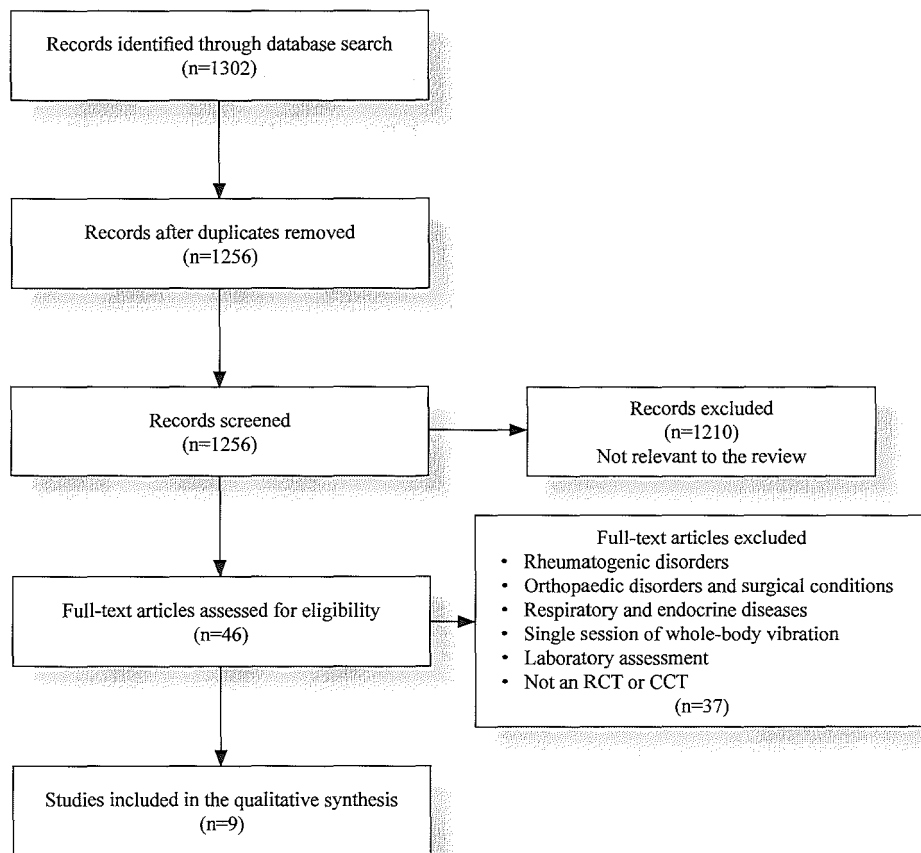 Records identified through database search
(n=1302)
Records after duplicates removed
(n=1256)
Records screened
(n=1256)
Records excluded
(n=1210)
Not relevant to the review
Full-text articles assessed for eligibility
(n=46)
Full-text articles excluded
• Rheumatogenic disorders
• Orthopaedic disorders and surgical conditions
• Respiratory and endocrine diseases
• Single session of whole-body vibration
• Laboratory assessment
• Not an RCT or CCT
(n=37)
Studies included in the qualitative synthesis
(n=9)